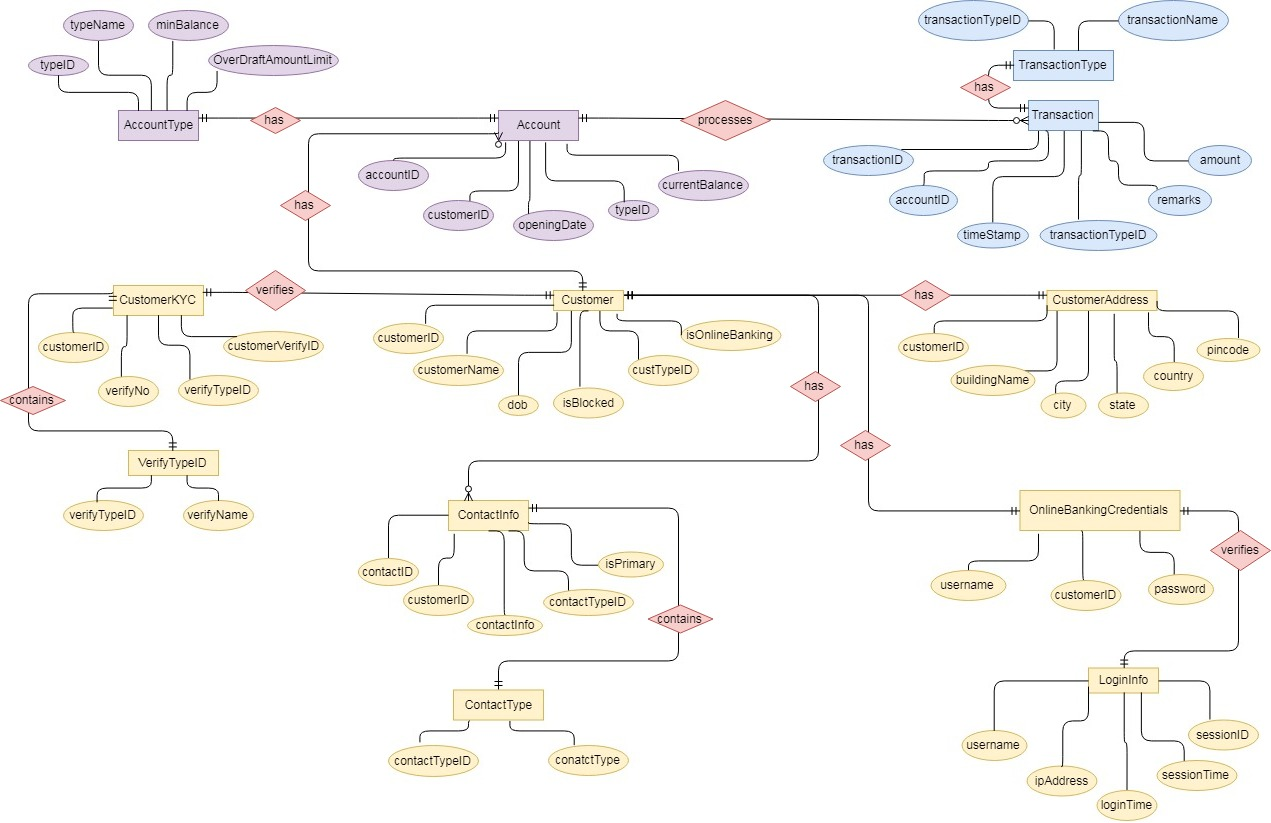 typeName
minBalance
typeID
OverDraftAmountLimit
AccountType
has
Account
processes
transactionTypeID
transactionName
TransactionType
has
Transaction
accountID
customerID
openingDate
typeID
currentBalance
transactionID
accountID
timeStamp
transactionTypeID
remarks
amount
has
CustomerKYC
verifies
Customer
has
CustomerAddress
customerID
verifyNo
verifyTypeID
customerVerifyID
customerID
customerName
dob
isBlocked
custTypeID
isOnlineBanking
customerID
buildingName
city
state
country
pincode
contains
has
has
VerifyTypeID
verifyTypeID
verifyName
ContactInfo
contactID
customerID
contactInfo
contactTypeID
isPrimary
contains
OnlineBankingCredentials
username
customerID
password
verifies
ContactType
contactTypeID
conatctType
LoginInfo
username
ipAddress
loginTime
sessionTime
sessionID